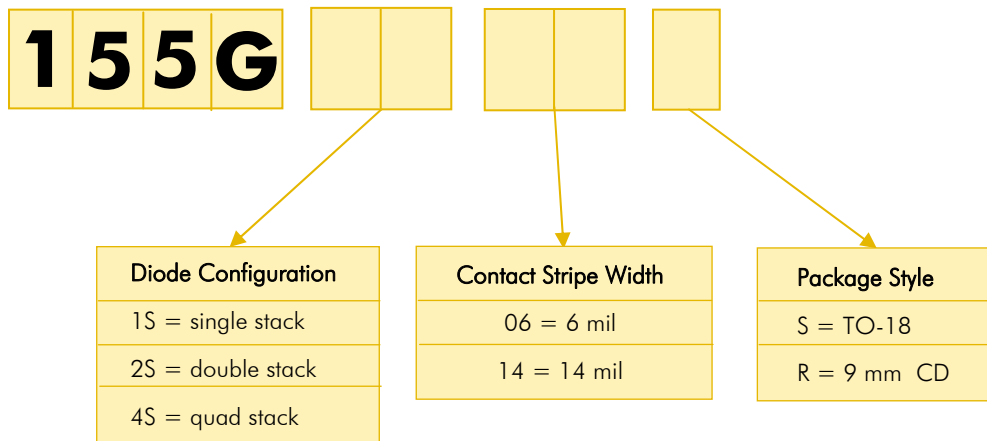 155G
Diode Configuration
1S = single stack
2S = double stack
4S = quad stack
Contact Stripe Width
06 = 6 mil
14 = 14 mil
Package Style
S = TO-18
R = 9 mm CD